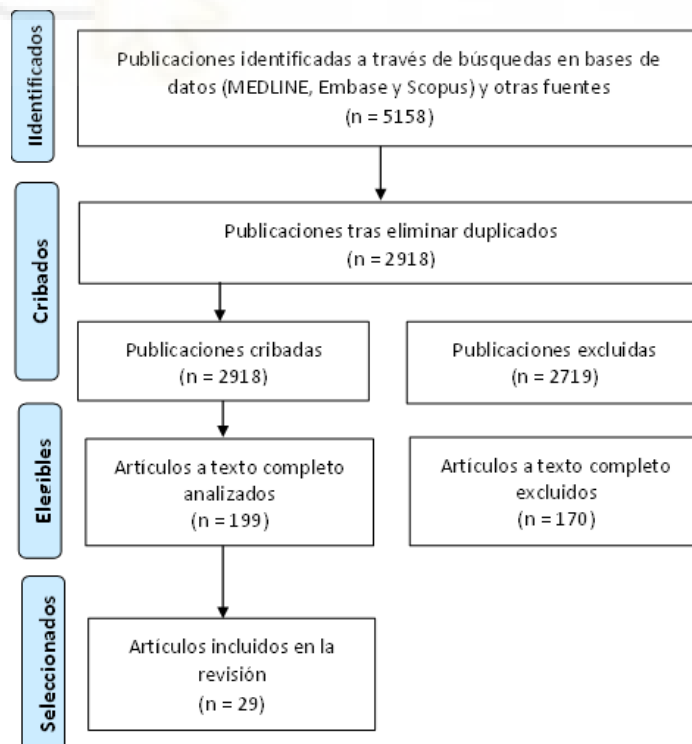 IIdentificados
Publicaciones identificadas a través de búsquedas en bases de
datos (MEDLINE, Embase y Scopus) y otras fuentes
(n = 5158)
Cribados
Publicaciones tras eliminar duplicados
(n = 2918)
Publicaciones cribadas
(n = 2918)
Publicaciones excluidas
(n = 2719)
Elegibles
Artículos a texto completo
analizados
(n = 199)
Artículos a texto completo
excluidos
(n = 170)
Seleccionados
Artículos incluidos en la
revisión
(n = 29)